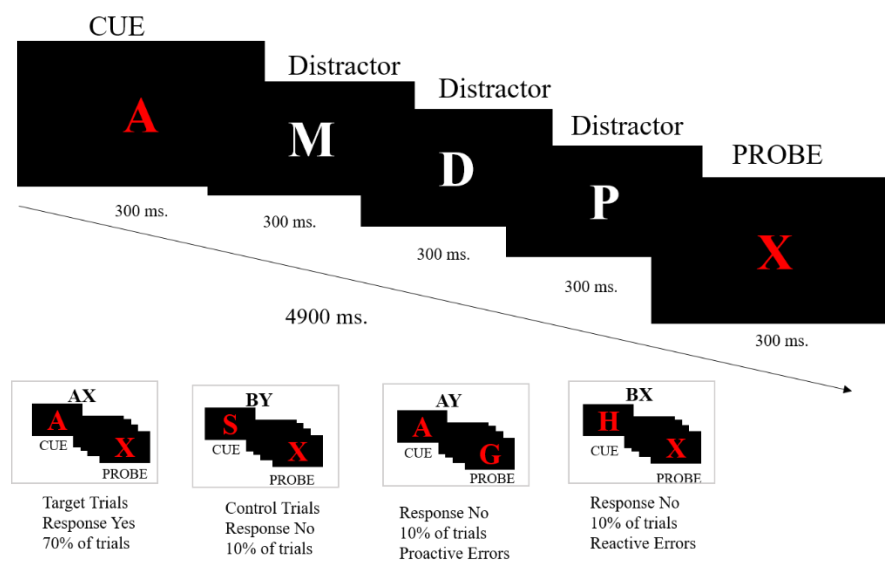 CUE
Distractor
Distractor
Distractor
PROBE
A
M
D
P
X
300 ms.
300 ms.
300 ms.
300 ms.
300 ms.
4900 ms.
AX
A
X
CUE
PROBE
Target Trials
Response Yes
70% of trials
BY
S
X
CUE
PROBE
Control Trials
Response No
10% of trials
AY
A
G
CUE
PROBE
Response No
10% of trials
Proactive Errors
BX
H
X
CUE
PROBE
Response No
10% of trials
Reactive Errors